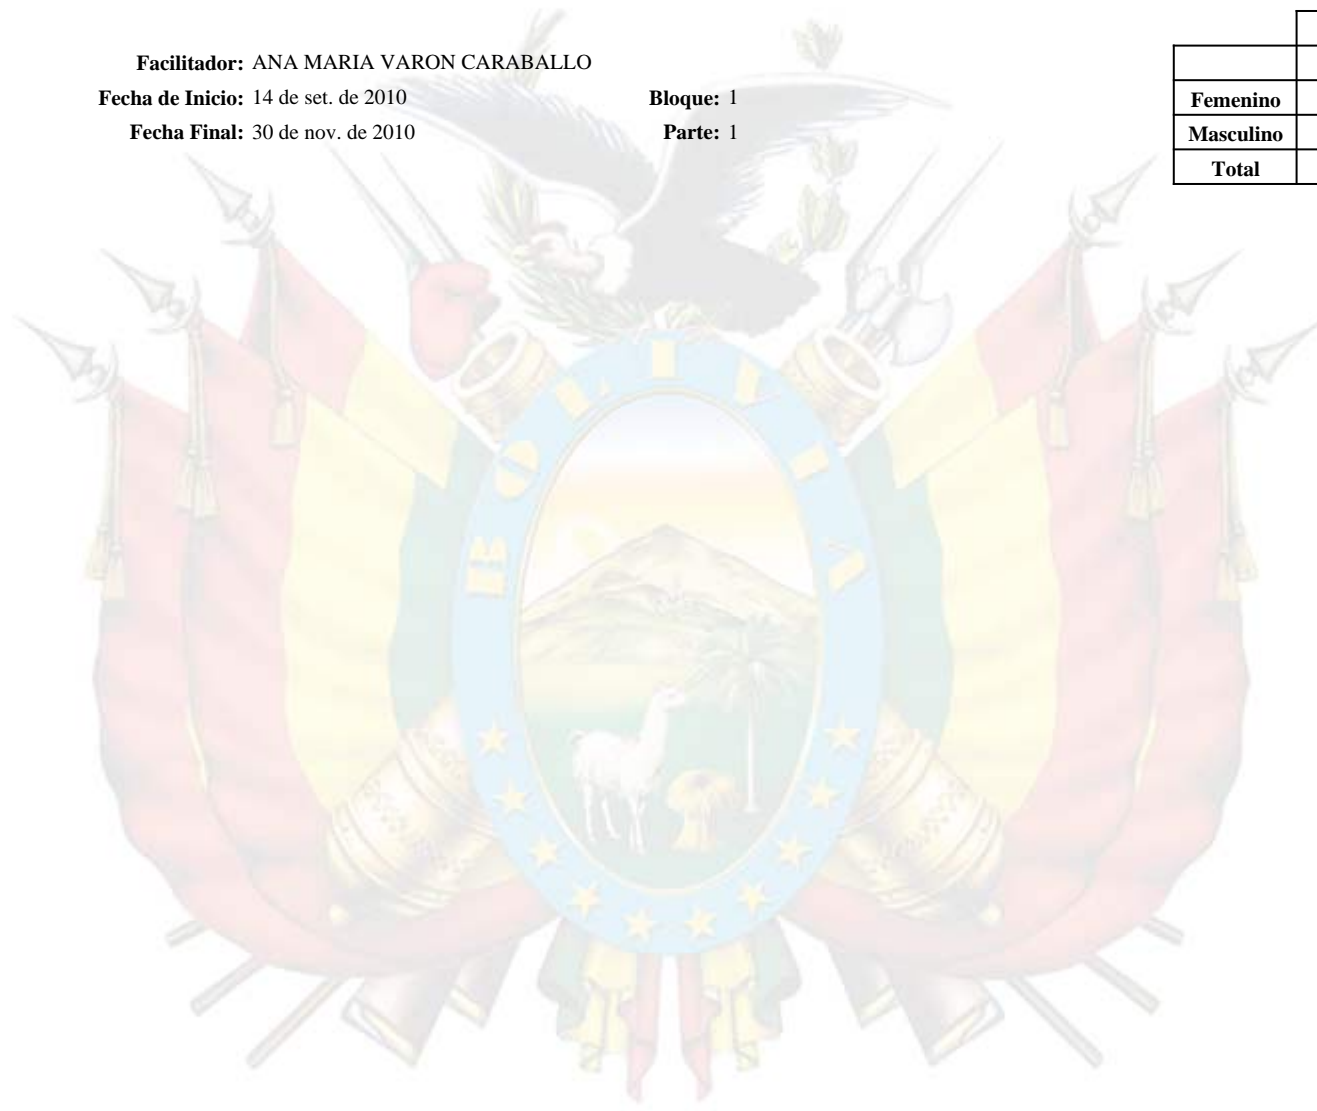 Facilitador: ANA MARIA VARON CARABALLO
Fecha de Inicio: 14 de set. de 2010 Bloque: 1
Fecha Final: 30 de nov. de 2010 Parte: 1
Femenino
Masculino
Total
BOLIVIA